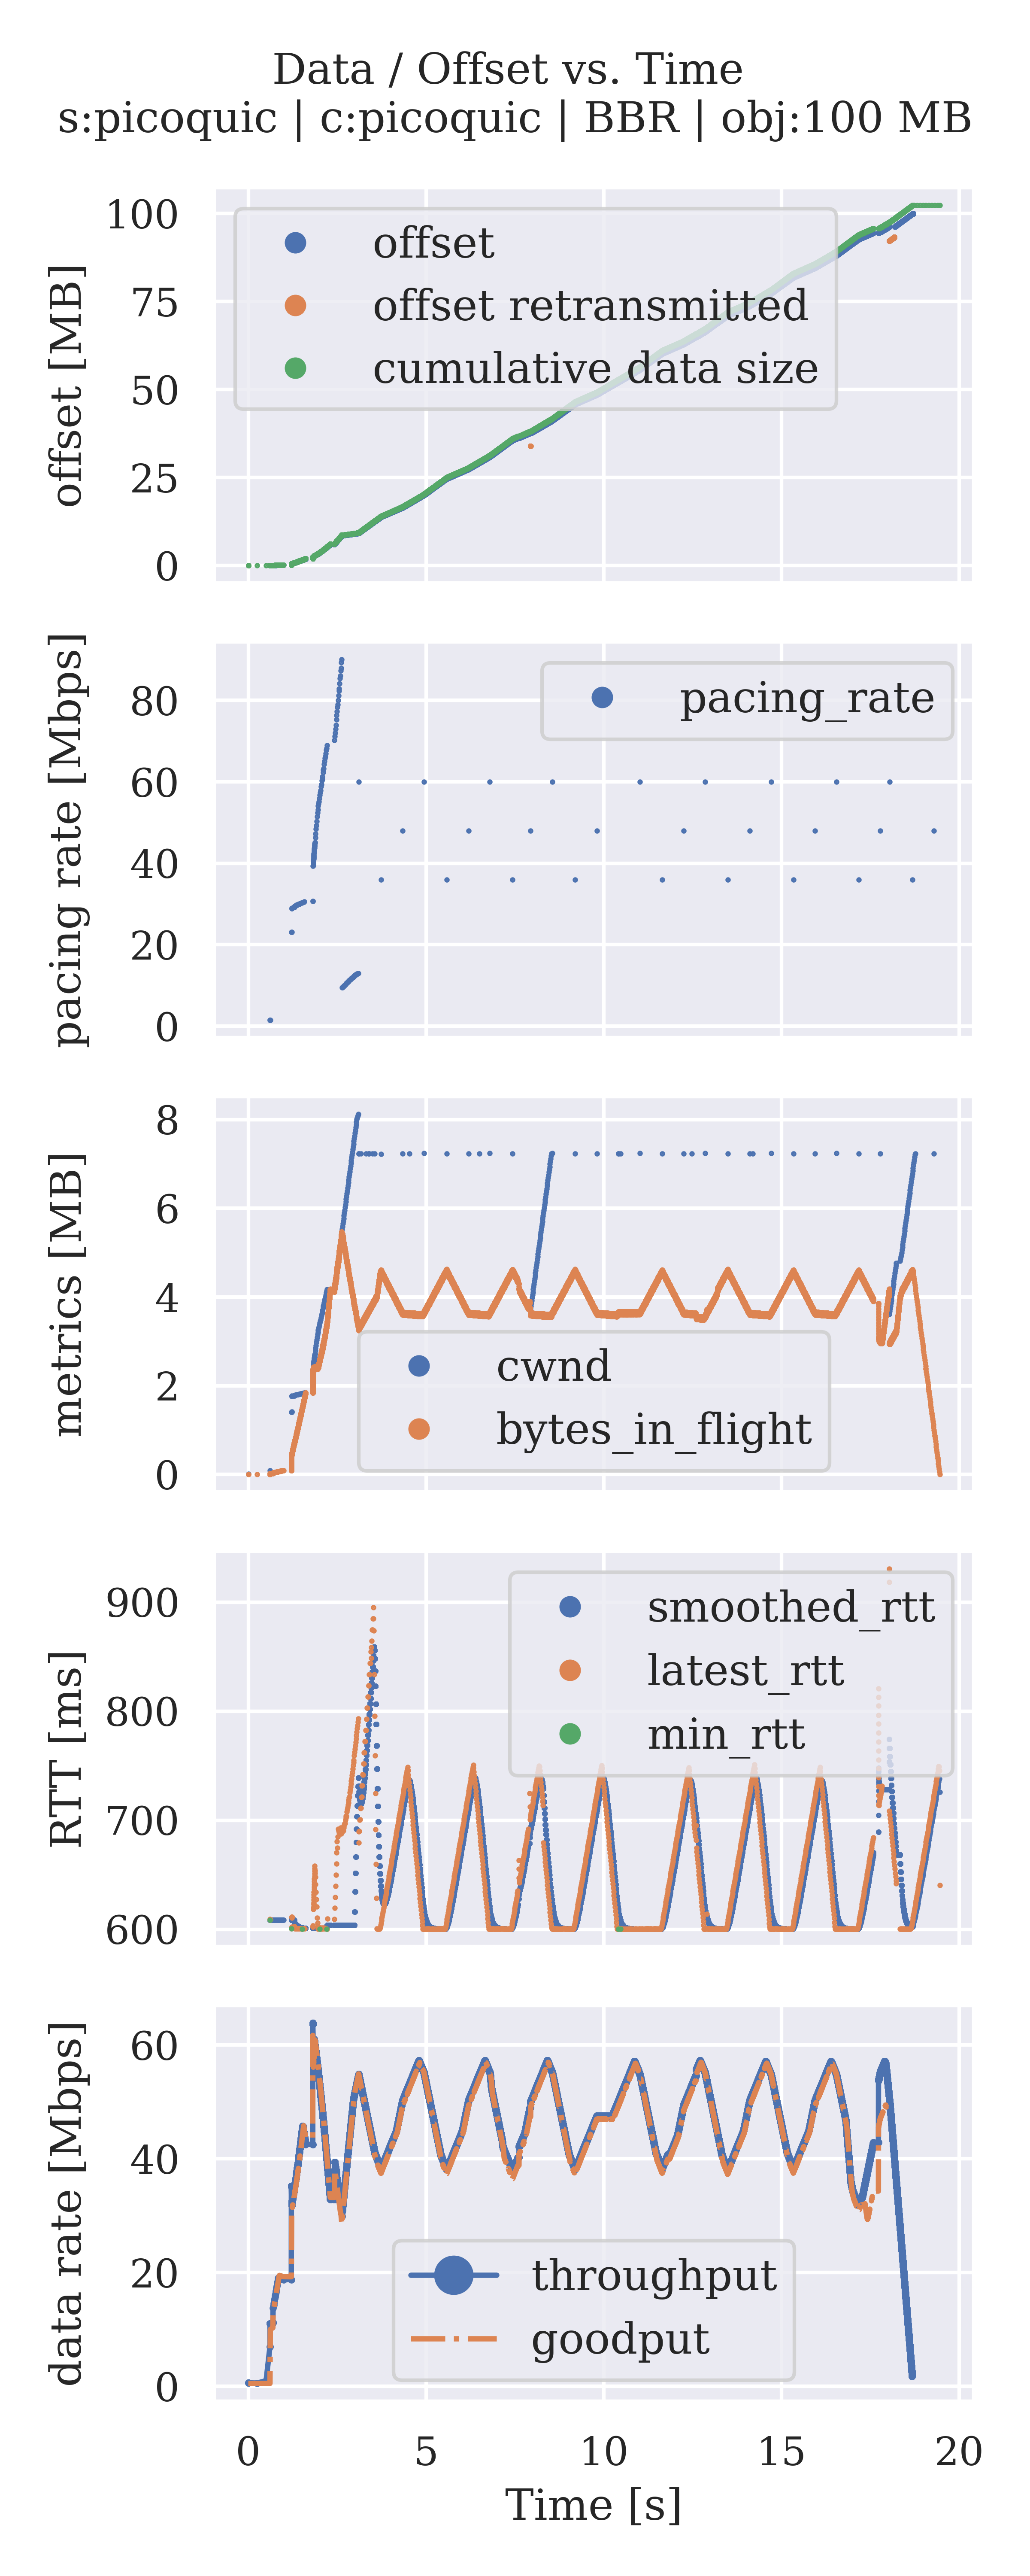 Data / Offset vs. Time
s:picoquic | c:picoquic | BBR | obj:100 MB
offset [MB]
100
75
50
25
0
offset
offset retransmitted
cumulative data size
pacing rate [Mbps]
80
60
40
20
0
pacing_rate
metrics [MB]
8
6
4
2
0
cwnd
bytes_in_flight
RTT [ms]
900
800
700
600
smoothed_rtt
latest_rtt
min_rtt
data rate [Mbps]
60
40
20
0
throughput
goodput
0 5 10 15 20
Time [s]